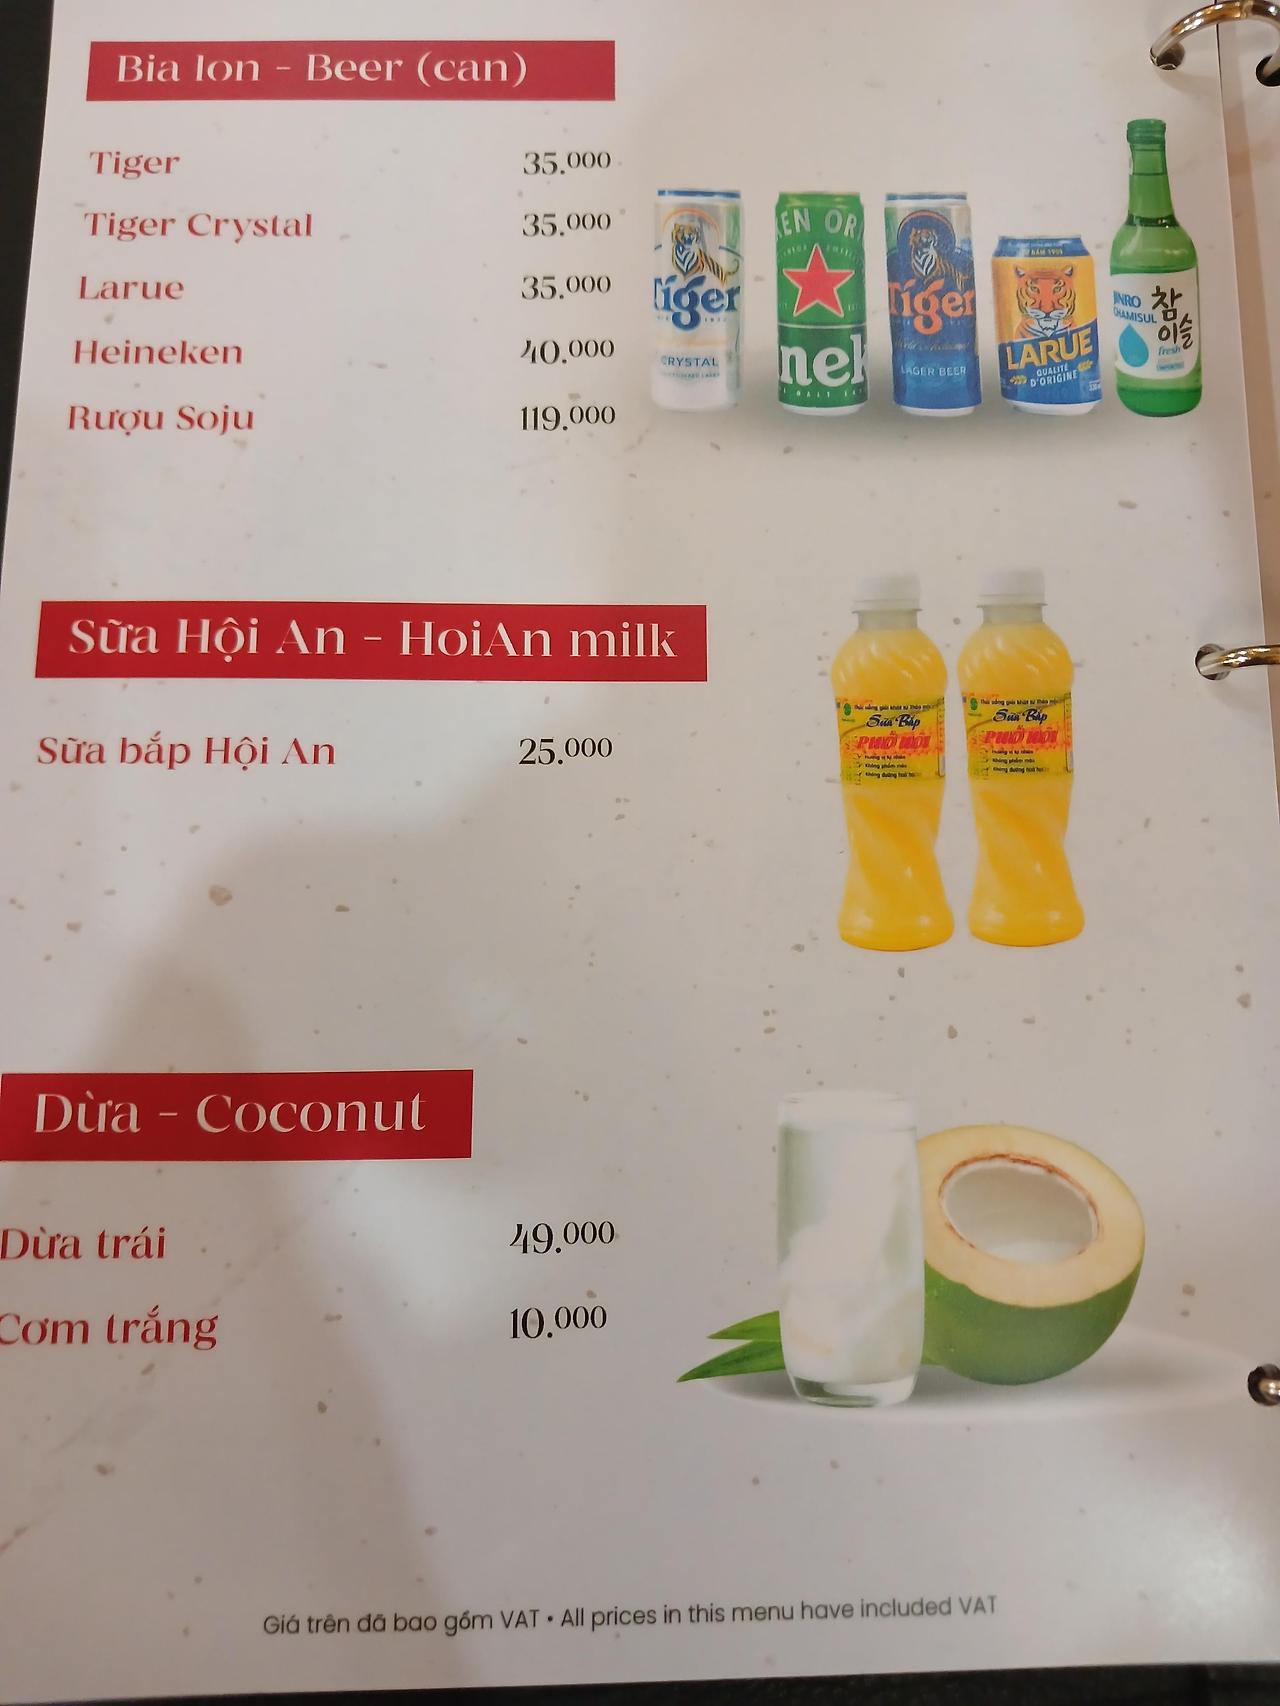 Bia lon - Beer (can)
Tiger 35.000
Tiger Crystal 35.000
Larue 35.000
Heineken 40.000
Rượu Soju 119.000
Tiger
CRYSTAL
KEN ORI
nek
Tiger
LAGER BEER
LARUE
QUALITÉ
D'ORIGINE
JINRO
CHAMISUL
참
이슬
fresh
Sữa Hội An - HoiAn milk
Sữa bắp Hội An 25.000
Sữa Bắp
PHỐ HỘI
Sữa Bắp
PHỐ HỘI
Dừa - Coconut
Dừa trái 49.000
Cơm trắng 10.000
Giá trên đã bao gồm VAT • All prices in this menu have included VAT